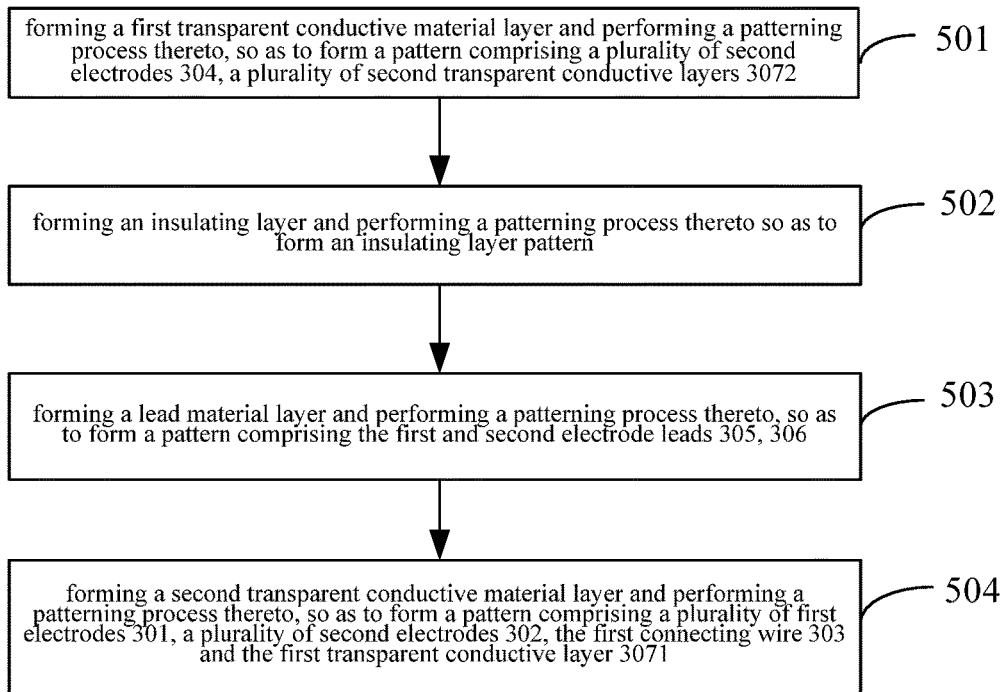 forming a first transparent conductive material layer and performing a patterning
process thereto, so as to form a pattern comprising a plurality of second
electrodes 304, a plurality of second transparent conductive layers 3072
501
forming an insulating layer and performing a patterning process thereto so as to
form an insulating layer pattern
502
forming a lead material layer and performing a patterning process thereto, so as
to form a pattern comprising the first and second electrode leads 305, 306
503
forming a second transparent conductive material layer and performing a
patterning process thereto, so as to form a pattern comprising a plurality of first
electrodes 301, a plurality of second electrodes 302, the first connecting wire 303
and the first transparent conductive layer 3071
504